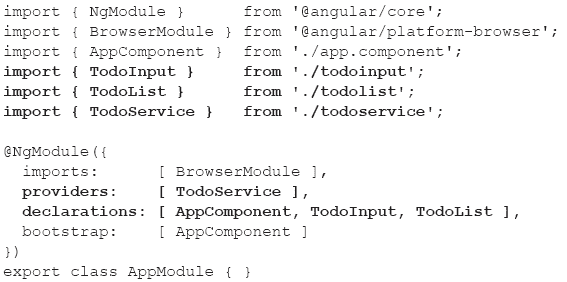 import { NgModule }      from '@angular/core';
import { BrowserModule } from '@angular/platform-browser';
import { AppComponent }  from './app.component';
import { TodoInput }     from './todoinput';
import { TodoList }      from './todolist';
import { TodoService }   from './todoservice';

@NgModule({
  imports:      [ BrowserModule ],
  providers:    [ TodoService ],
  declarations: [ AppComponent, TodoInput, TodoList ],
  bootstrap:    [ AppComponent ]
})
export class AppModule { }